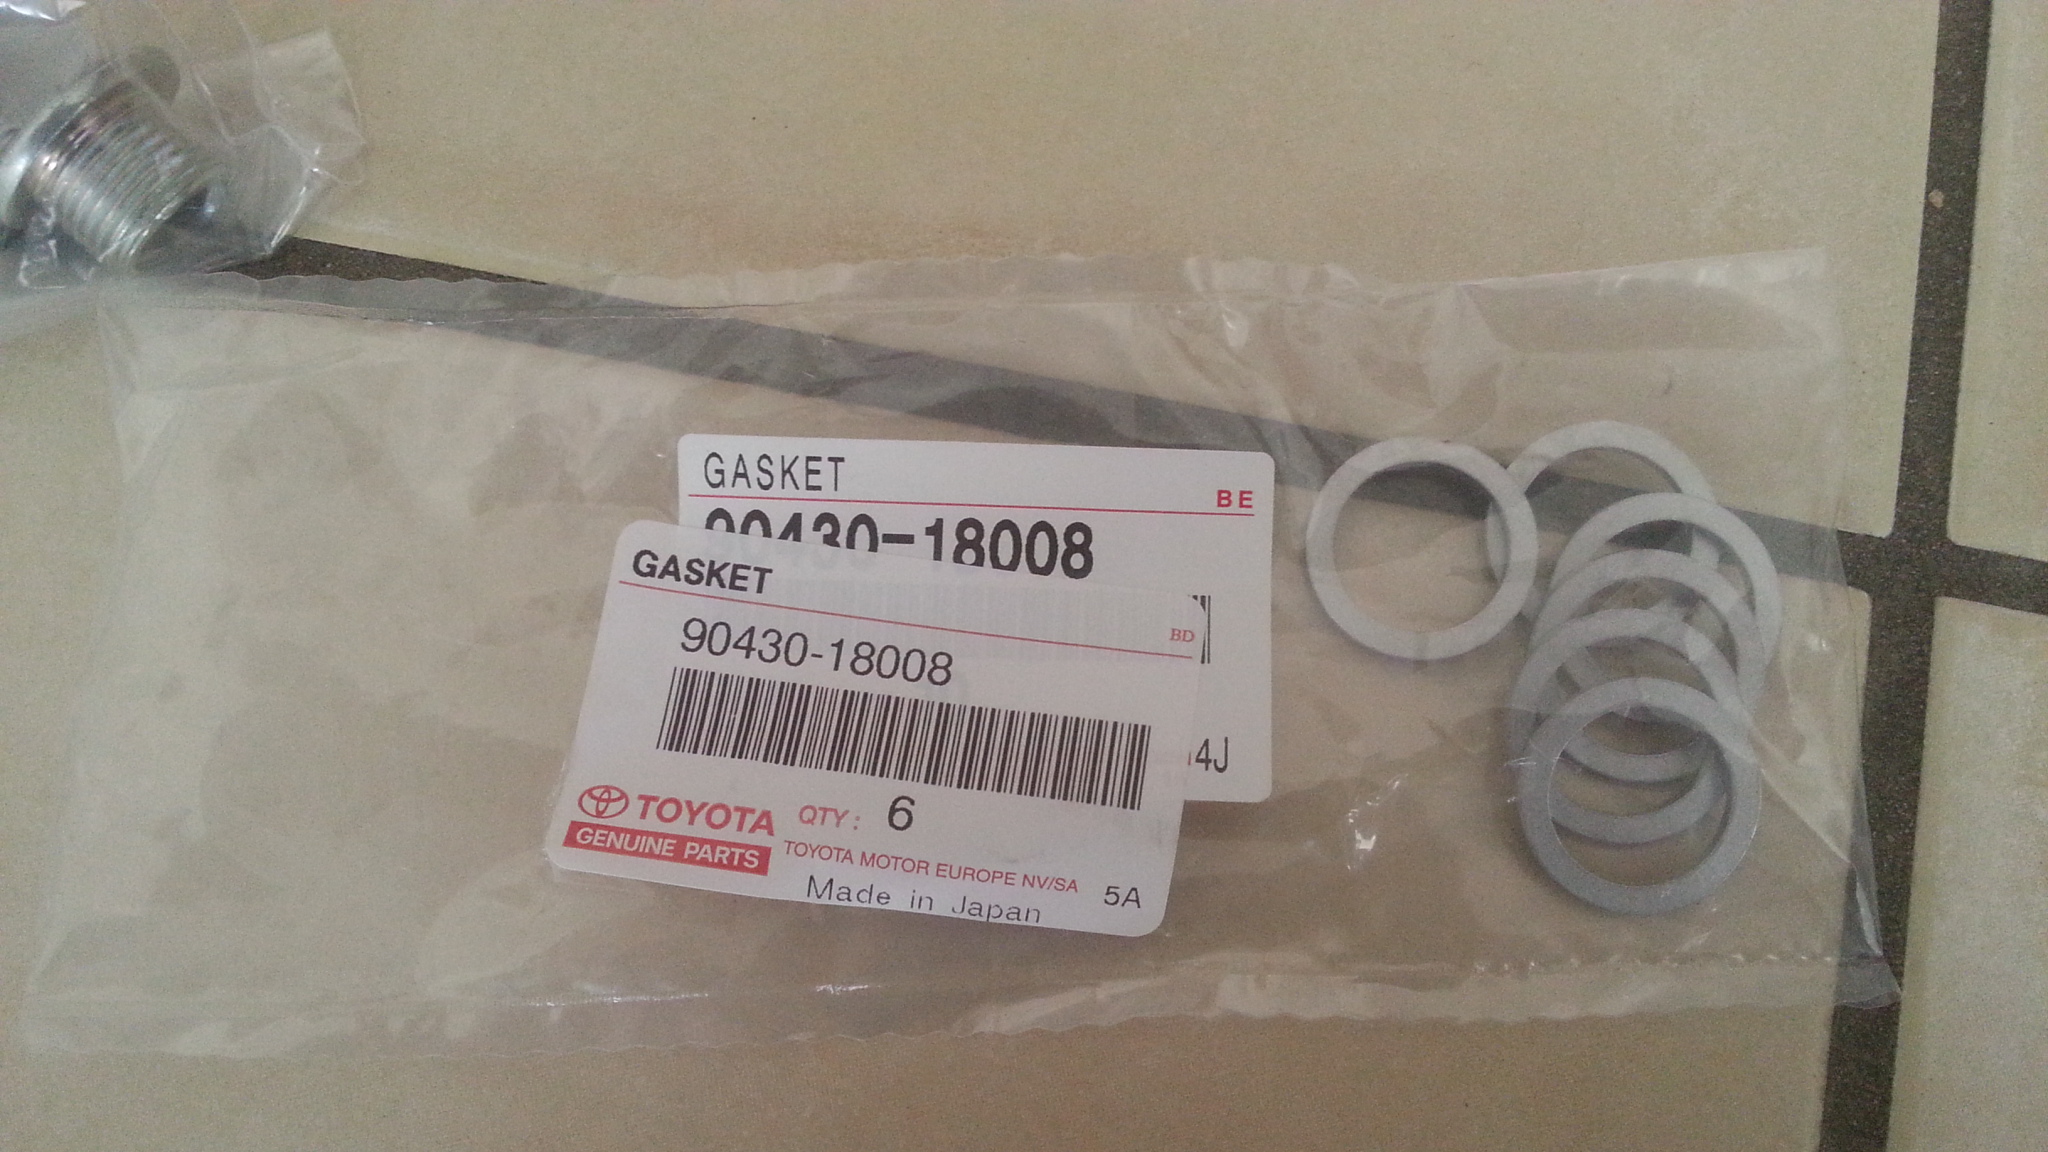 GASKET
BE
90430-18008
GASKET
BD
90430-18008
4J
TOYOTA QTY: 6
GENUINE PARTS TOYOTA MOTOR EUROPE NV/SA 5A
Made in Japan